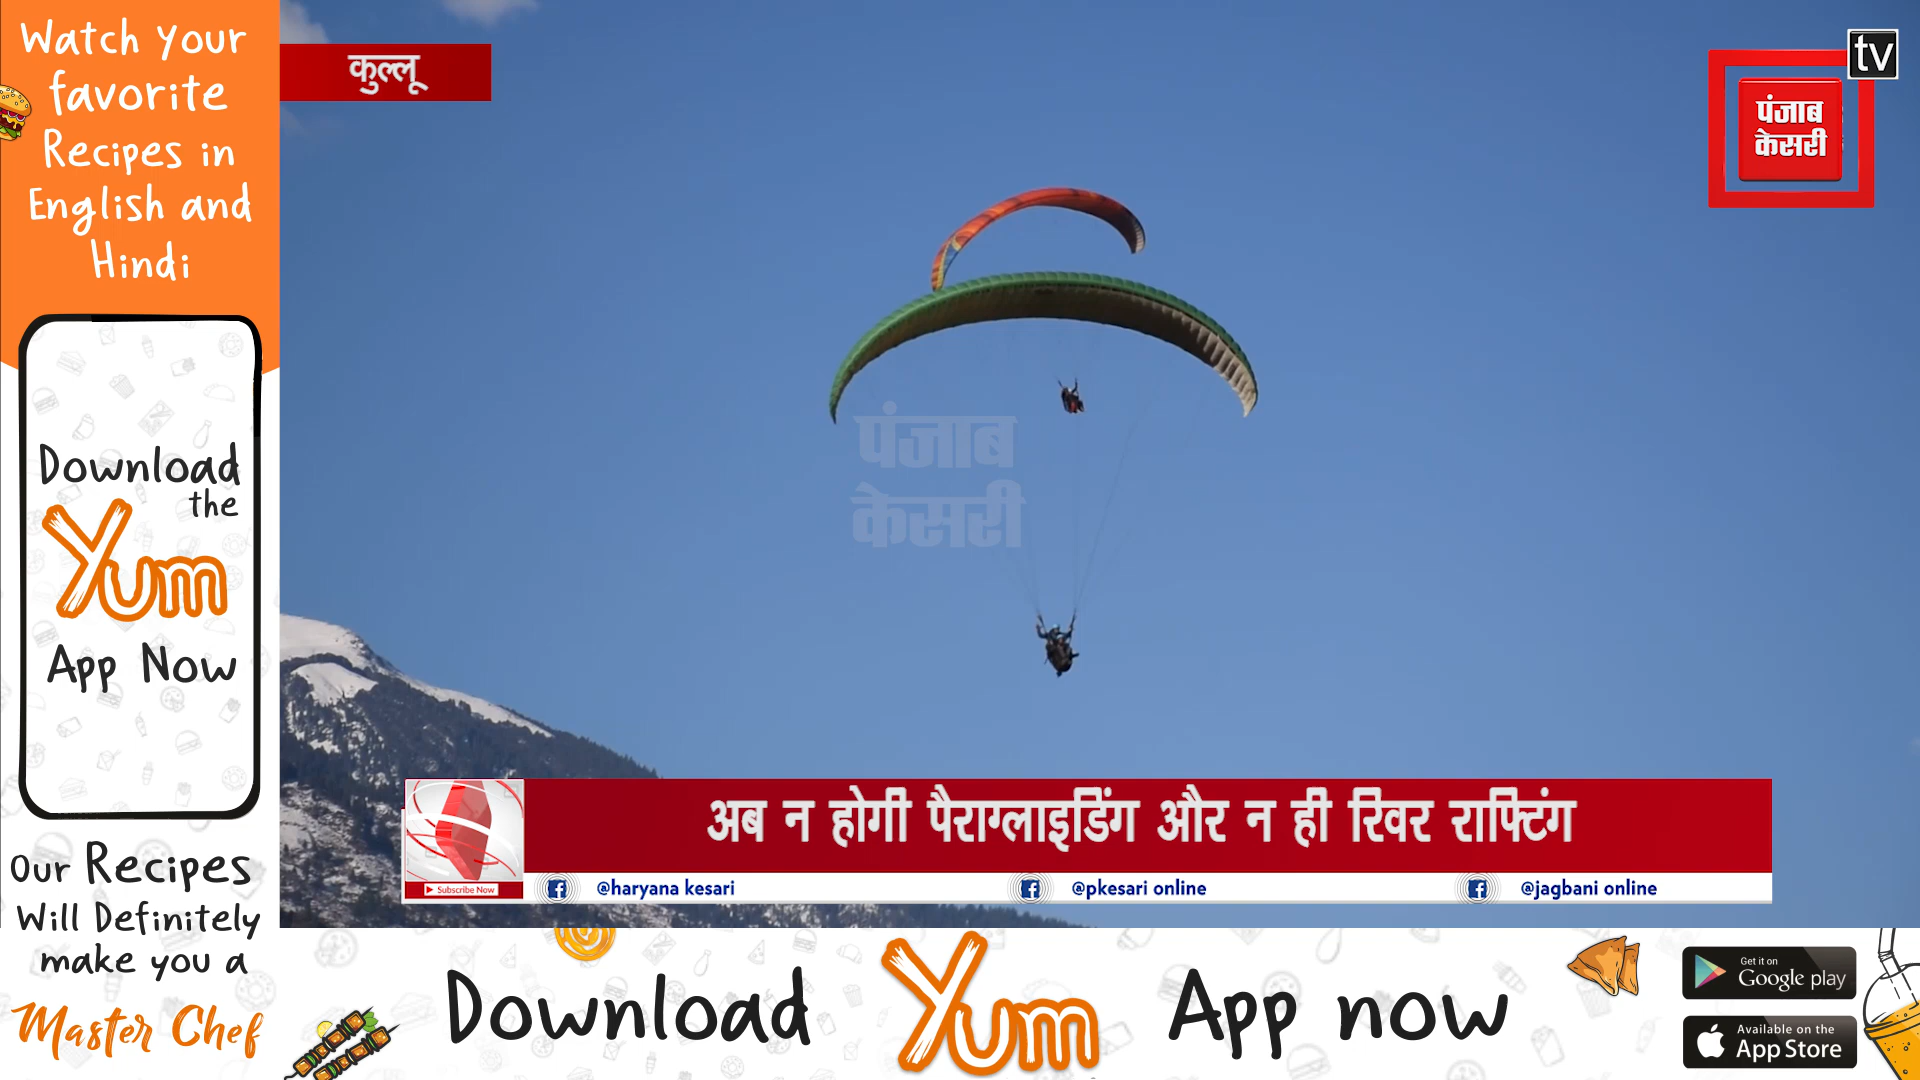 Watch your
favorite
Recipes in
English and
Hindi
Download
the
Yum
App Now
Our Recipes
Will Definitely
make you a
Master Chef
कुल्लू
tv
पंजाब
केसरी
पंजाब
केसरी
अब न होगी पैराग्लाइडिंग और न ही रिवर राफ्टिंग
Subscribe Now
@haryana kesari
@pkesari online
@jagbani online
Download Yum App now
Get it on
Google play
Available on the
App Store